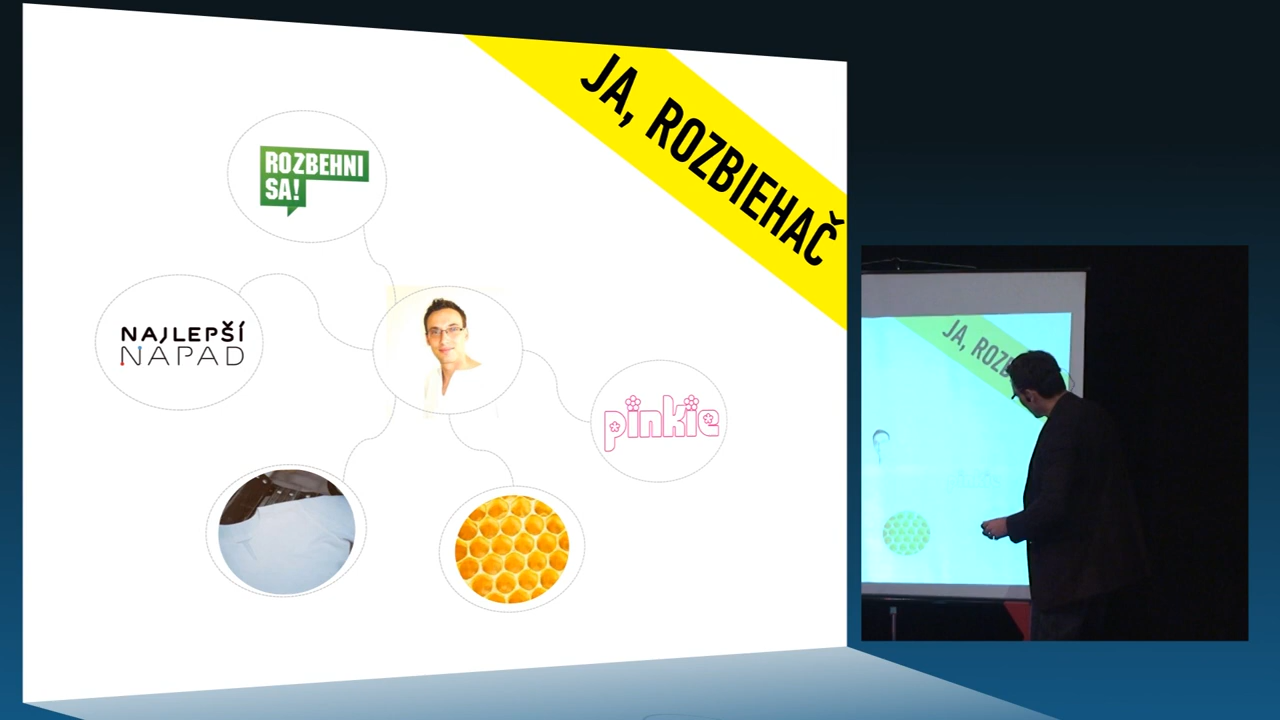 JA, ROZBIEHAČ
ROZBEHNI
SA!
NAJLEPŠÍ
NÁPAD
pinkie
JA, ROZB